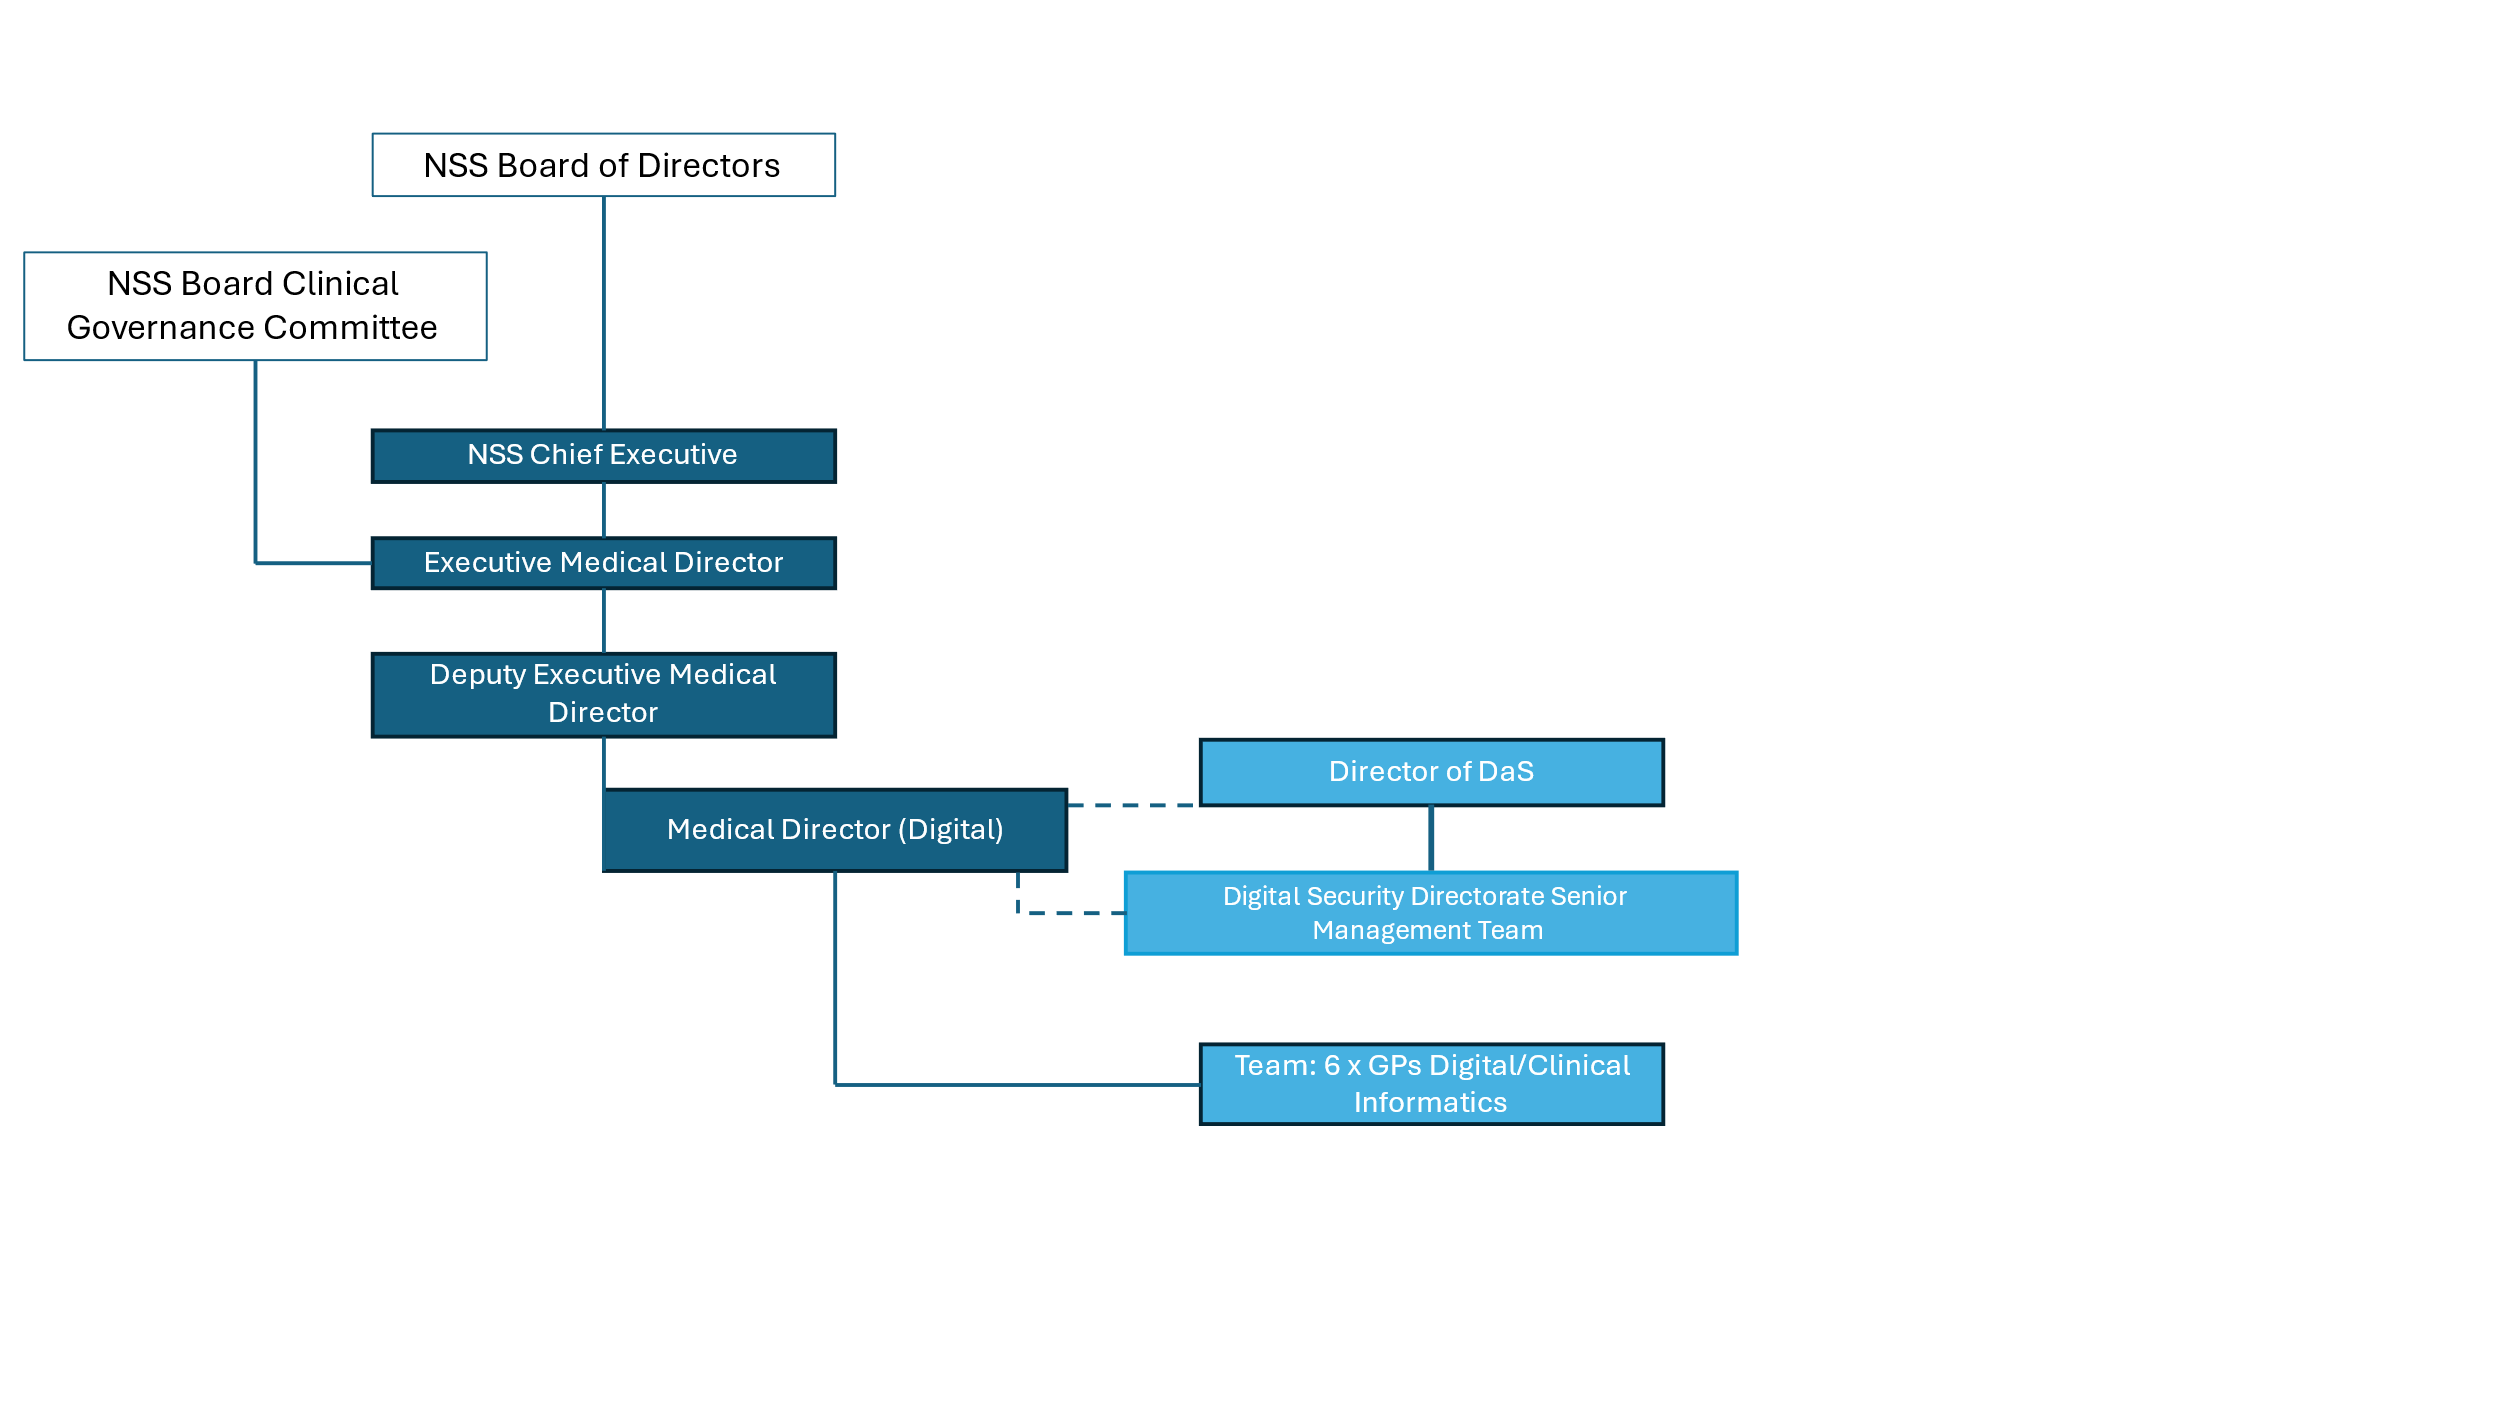 NSS Board of Directors
NSS Board Clinical
Governance Committee
NSS Chief Executive
Executive Medical Director
Deputy Executive Medical
Director
Director of DaS
Medical Director (Digital)
Digital Security Directorate Senior
Management Team
Team: 6 x GPs Digital/Clinical
Informatics